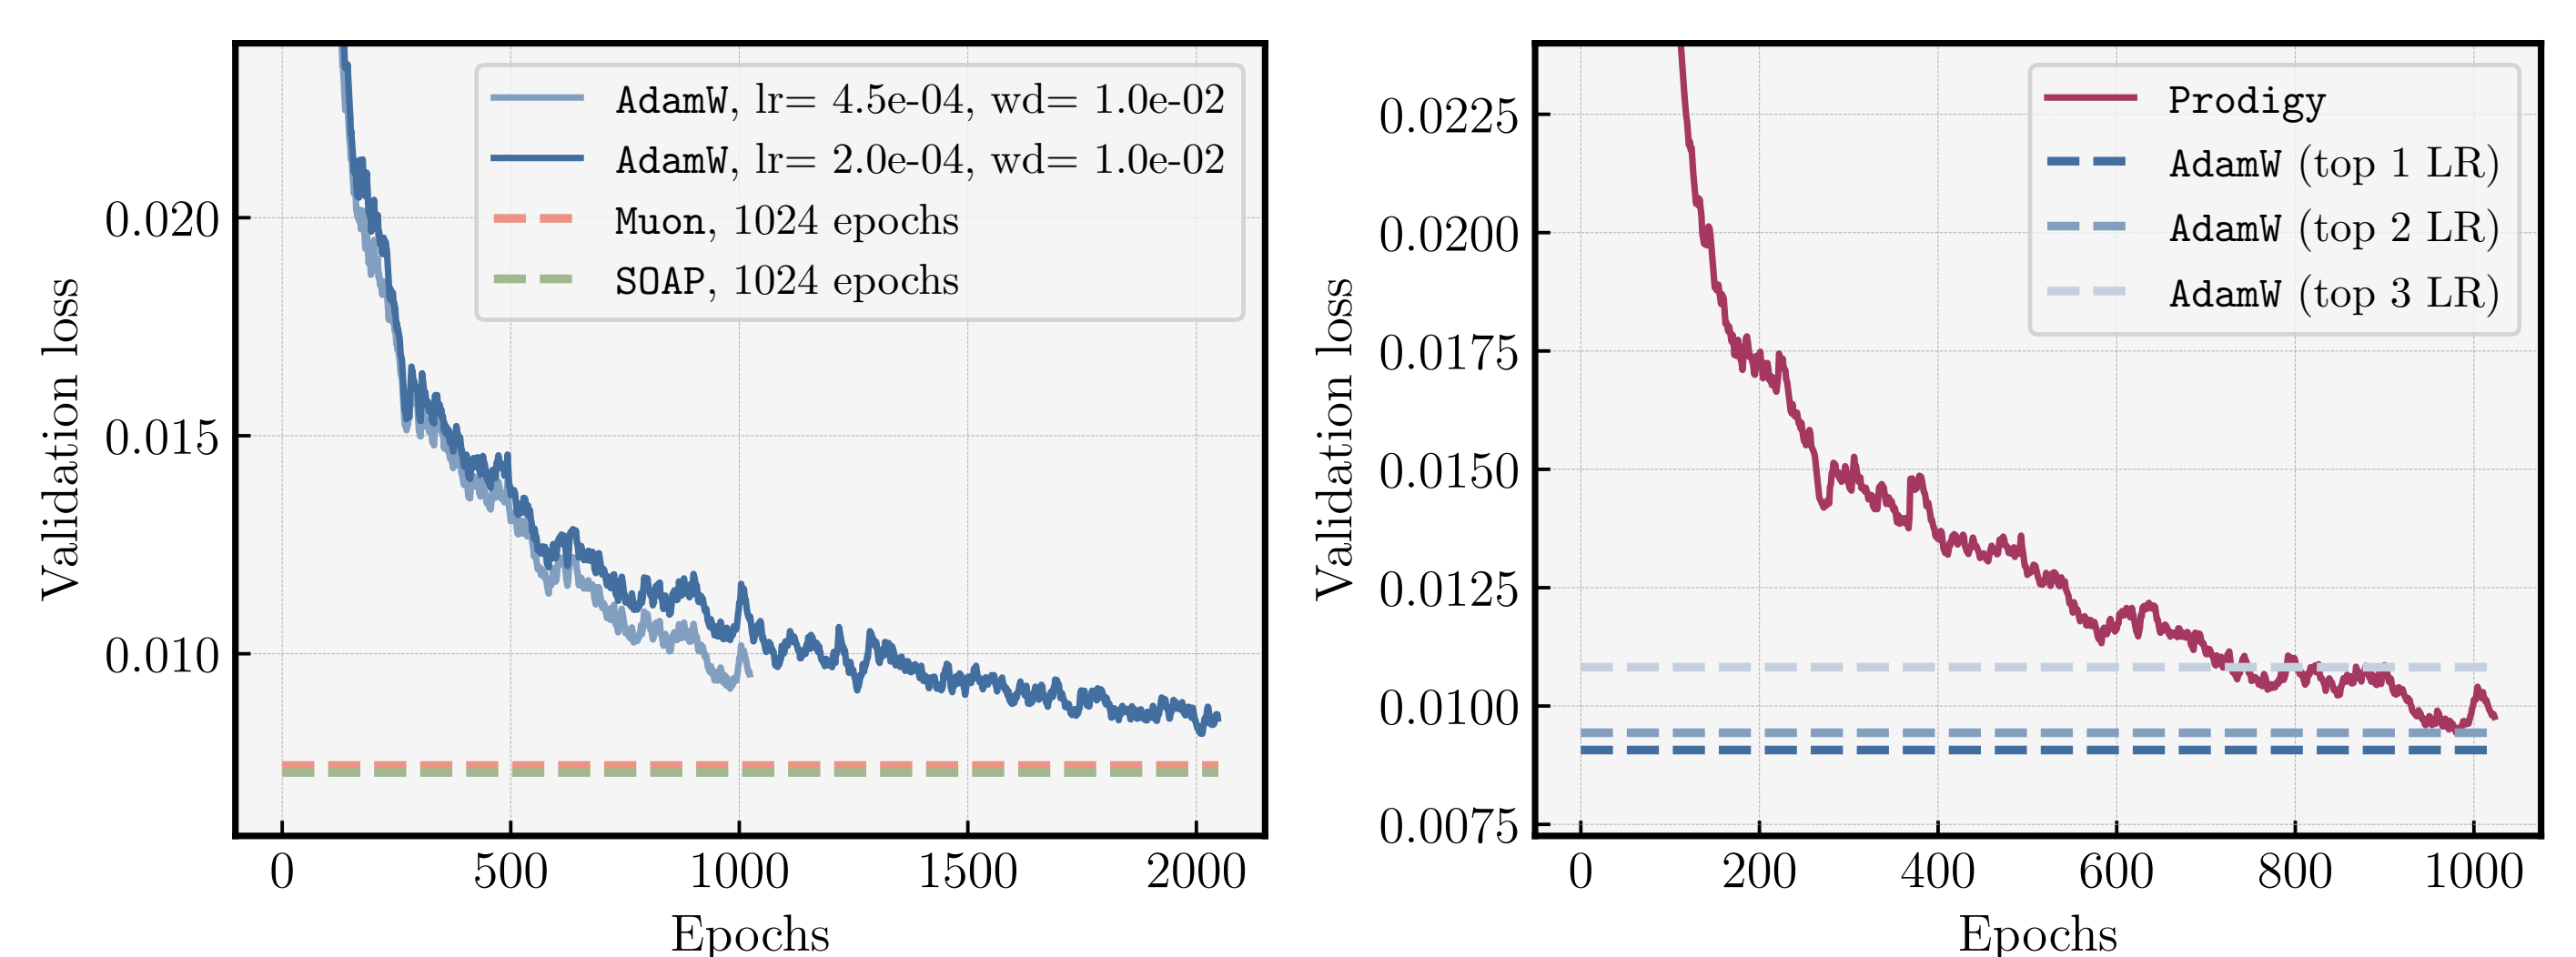 AdamW, lr= 4.5e-04, wd= 1.0e-02
AdamW, lr= 2.0e-04, wd= 1.0e-02
Muon, 1024 epochs
SOAP, 1024 epochs
0.020
0.015
0.010
Validation loss
0
500
1000
1500
2000
Epochs
Prodigy
AdamW (top 1 LR)
AdamW (top 2 LR)
AdamW (top 3 LR)
0.0225
0.0200
0.0175
0.0150
0.0125
0.0100
0.0075
Validation loss
0
200
400
600
800
1000
Epochs